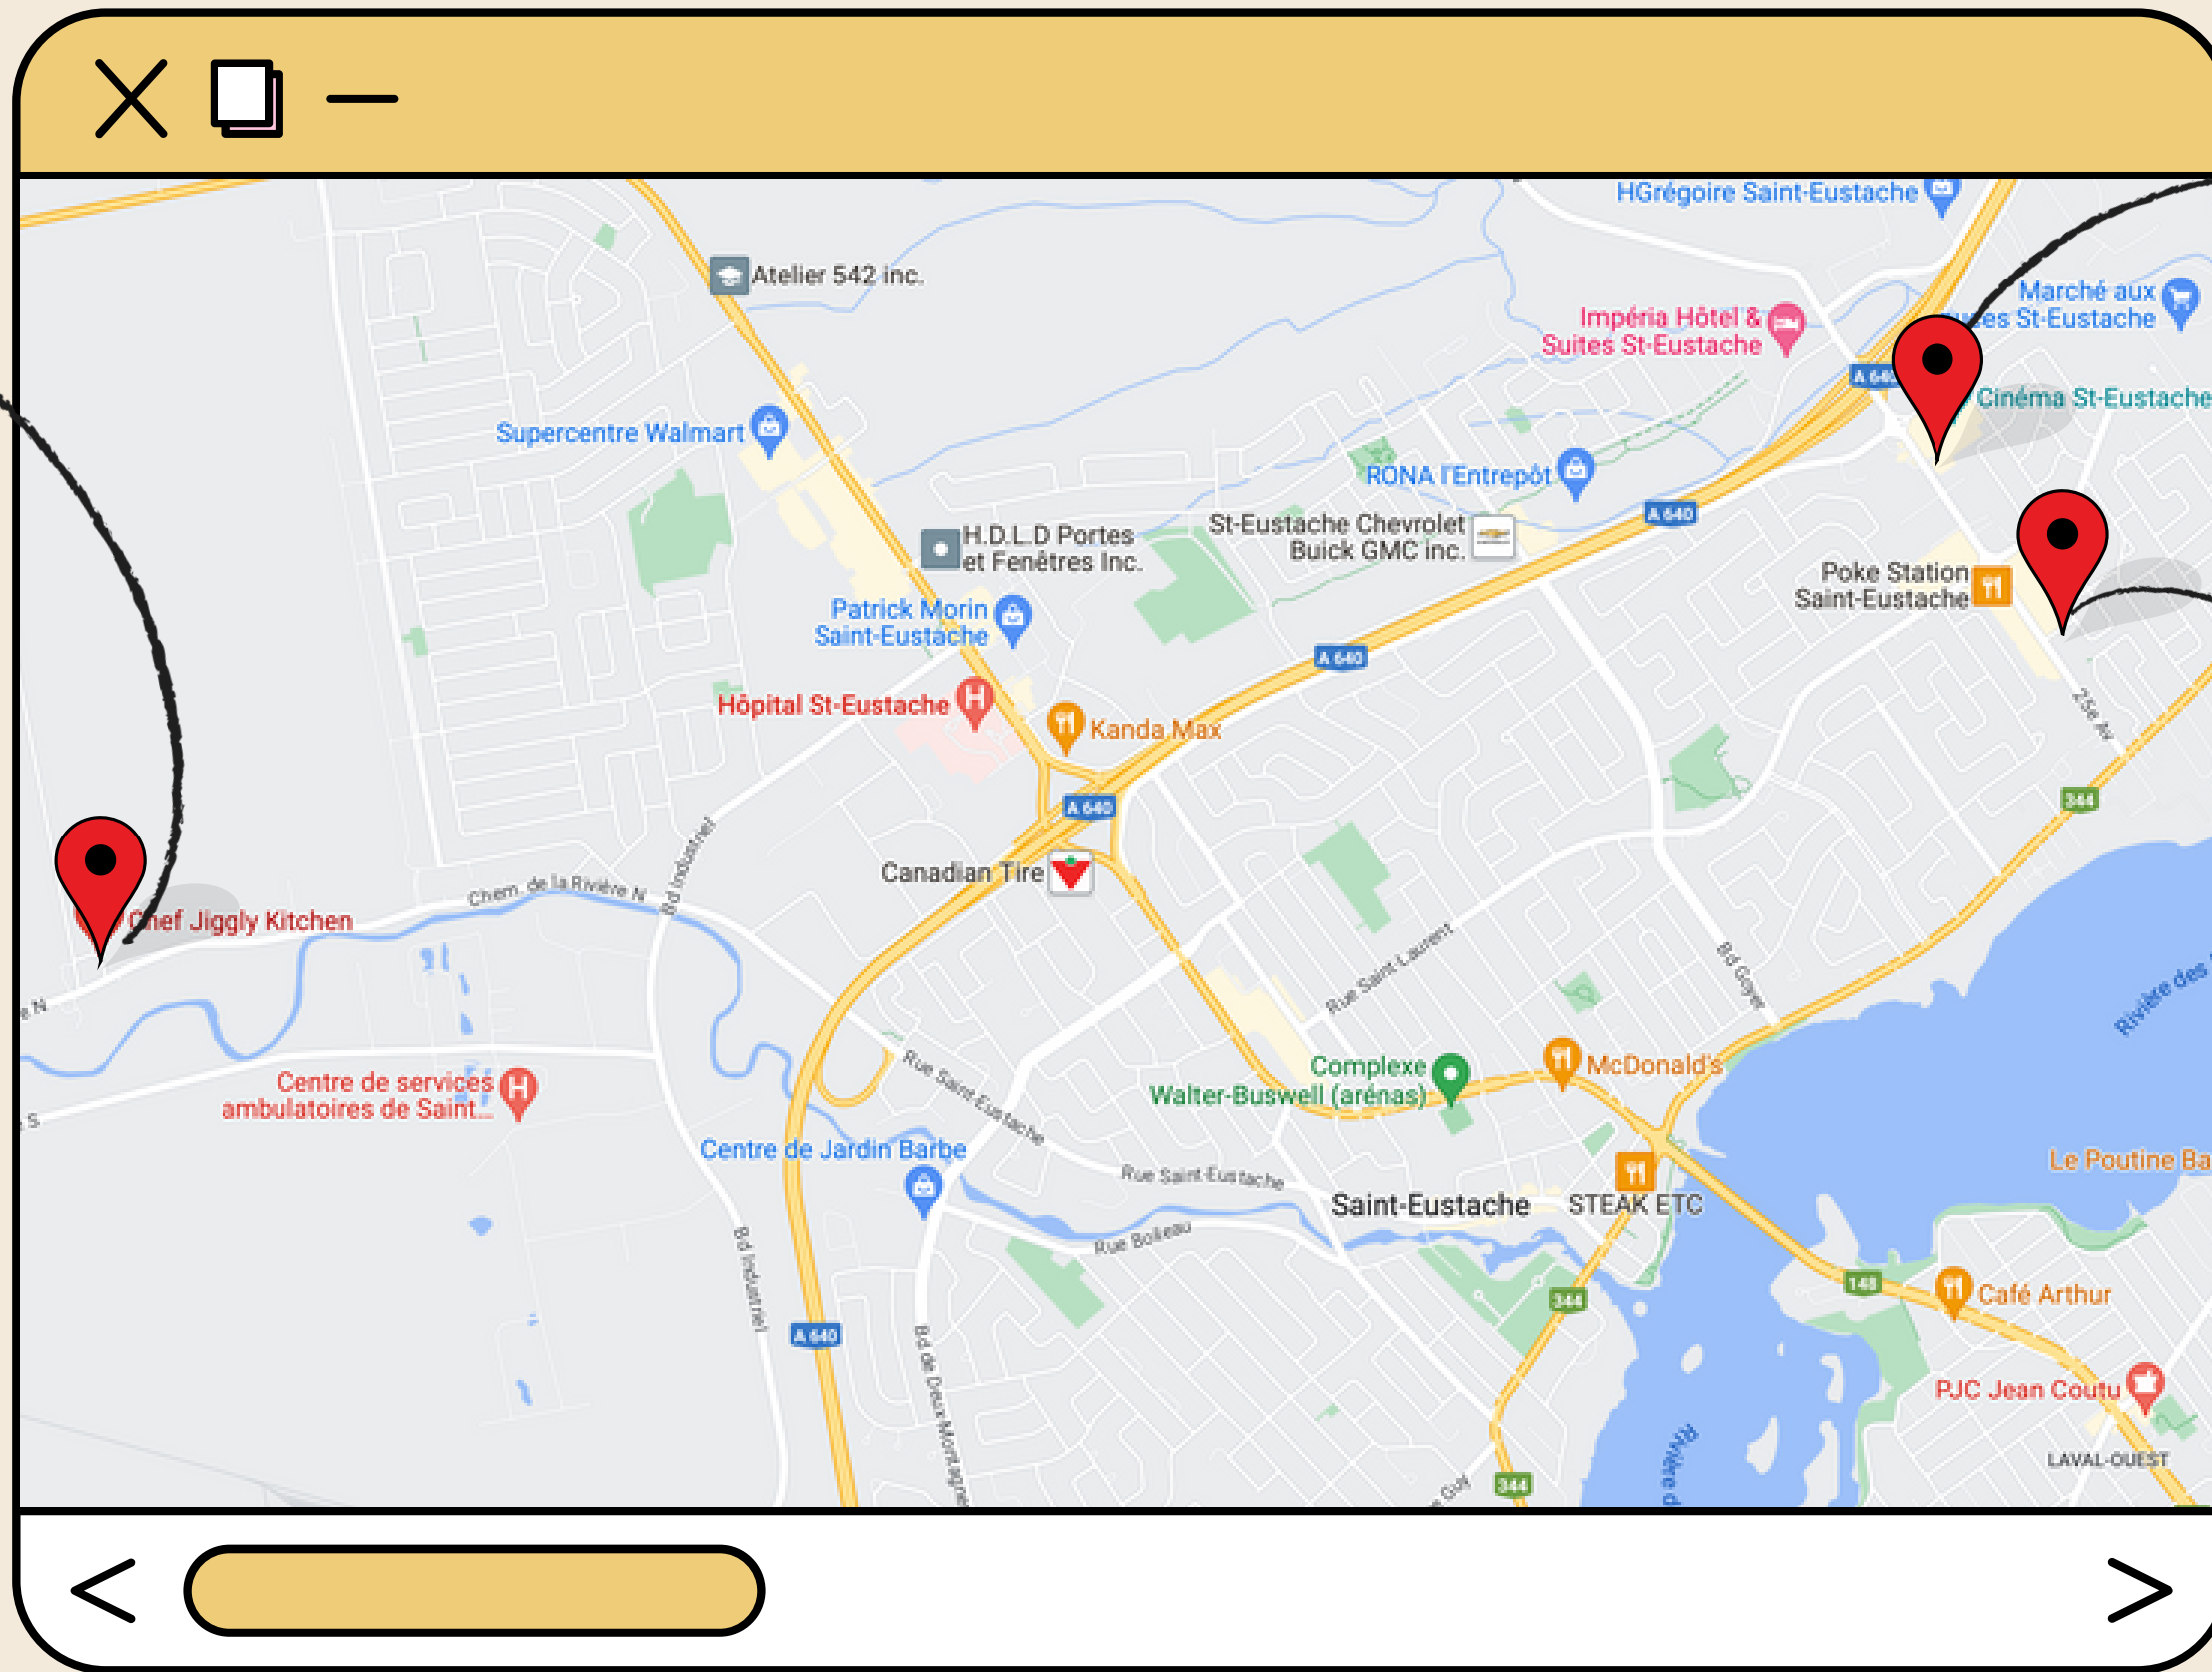 HGrégoire Saint-Eustache
Atelier 542 inc.
Marché aux
St-Eustache
Impéria Hôtel &
Suites St-Eustache
A 640
Cinéma St-Eustache
Supercentre Walmart
RONA l'Entrepôt
A 640
St-Eustache Chevrolet
Buick GMC inc.
H.D.L.D Portes
et Fenêtres Inc.
Poke Station
Saint-Eustache
Patrick Morin
Saint-Eustache
A 640
Hôpital St-Eustache
Kanda Max
25e Av
344
A 640
Bd Industriel
Canadian Tire
Chem. de la Rivière N
Chef Jiggly Kitchen
Rue Saint-Laurent
Bd Goyer
Rivière des
e N
Rue Saint-Eustache
Complexe
Walter-Buswell (arénas)
McDonald's
Centre de services
ambulatoires de Saint...
S
Centre de Jardin Barbe
Rue Saint-Eustache
Le Poutine Ba
Saint-Eustache
STEAK ETC
Rue Boileau
Bd Industriel
148
344
Café Arthur
A 640
Bd de Deux-Montagne
PJC Jean Coutu
Rivière d
LAVAL-OUEST
344
e Guy